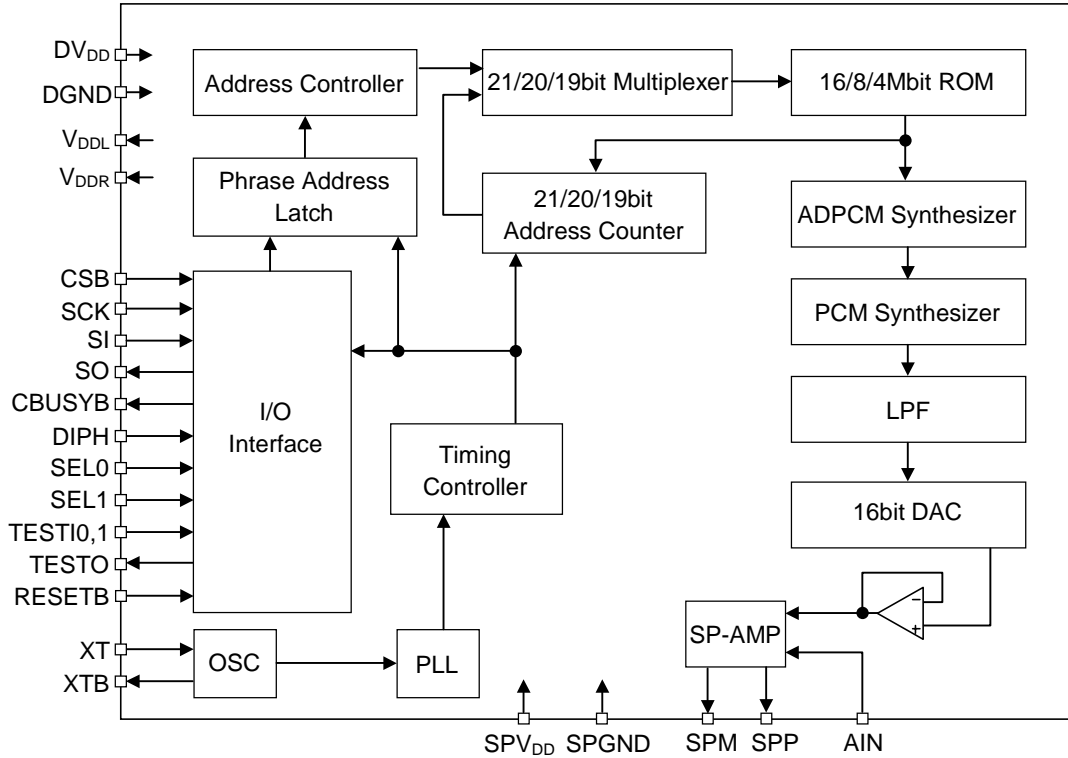 DVDD
DGND
VDDL
VDDR
CSB
SCK
SI
SO
CBUSYB
DIPH
SEL0
SEL1
TESTI0,1
TESTO
RESETB
XT
XTB
Address Controller
21/20/19bit Multiplexer
16/8/4Mbit ROM
Phrase Address
Latch
21/20/19bit
Address Counter
ADPCM Synthesizer
PCM Synthesizer
LPF
16bit DAC
I/O
Interface
Timing
Controller
OSC
PLL
SP-AMP
−
+
SPVDD
SPGND
SPM
SPP
AIN